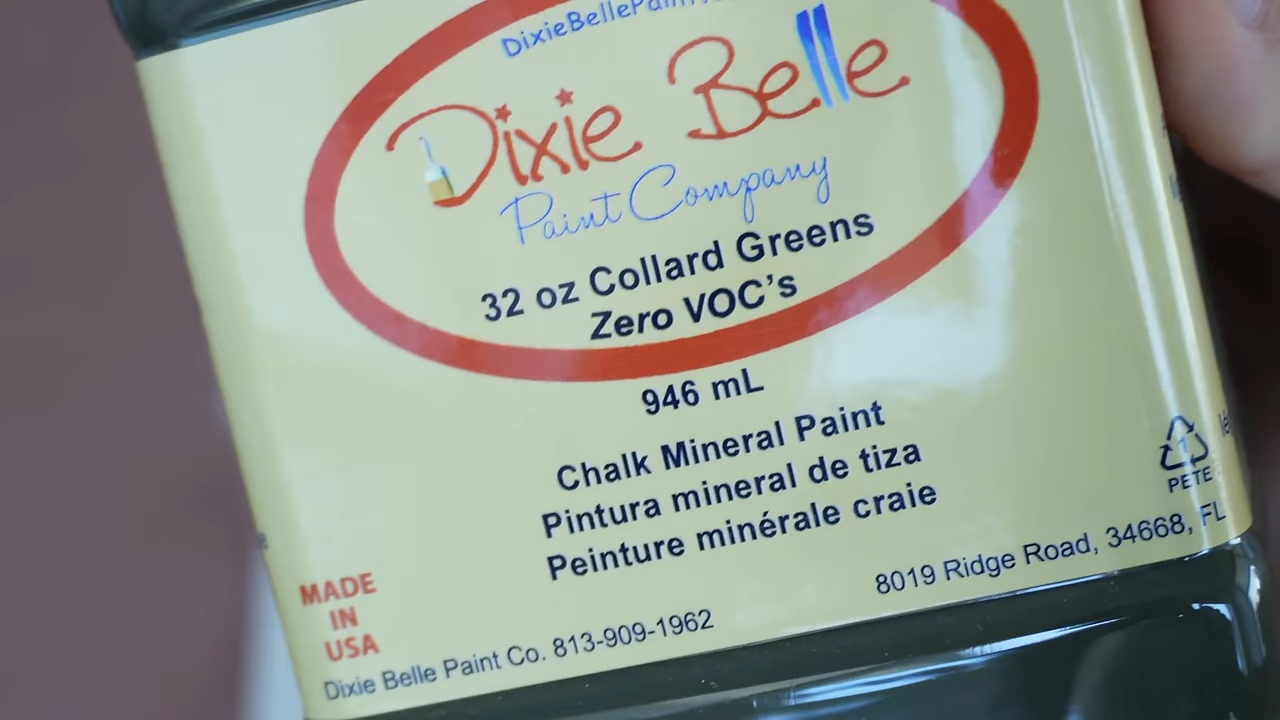 DixieBellePaint.
Dixie Belle
Paint Company
32 oz Collard Greens
Zero VOC's
946 mL
Chalk Mineral Paint
Pintura mineral de tiza
Peinture minérale craie
1
PETE
MADE
IN
USA
Dixie Belle Paint Co. 813-909-1962
8019 Ridge Road, 34668, FL